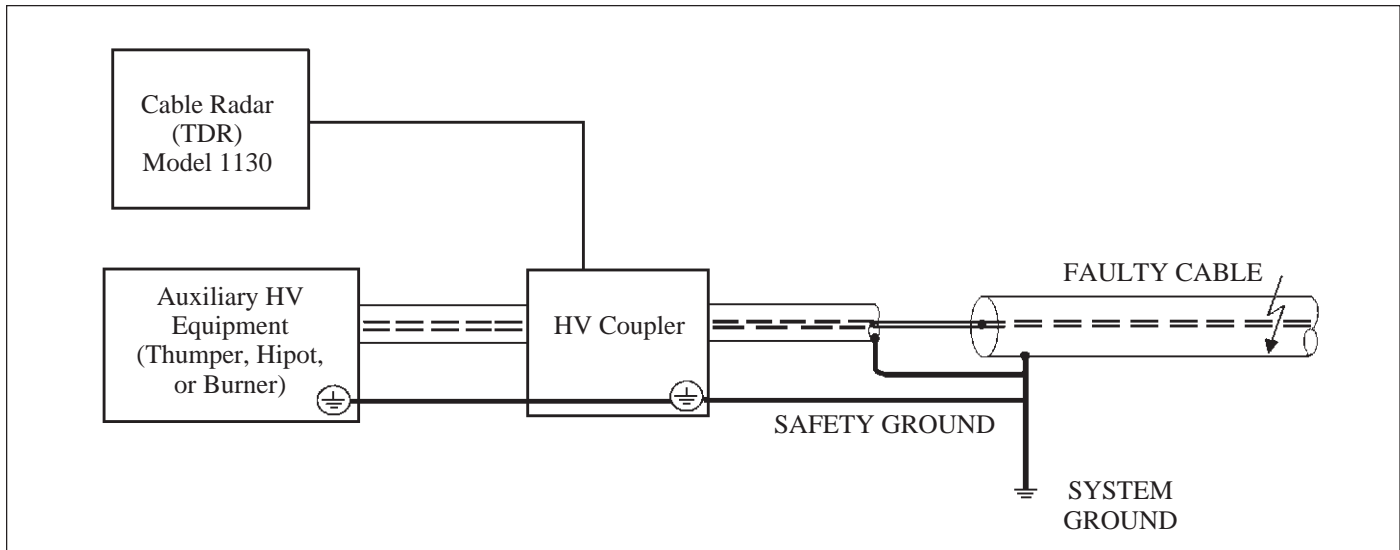 Cable Radar
(TDR)
Model 1130
FAULTY CABLE
Auxiliary HV
Equipment
(Thumper, Hipot,
or Burner)
HV Coupler
SAFETY GROUND
SYSTEM
GROUND